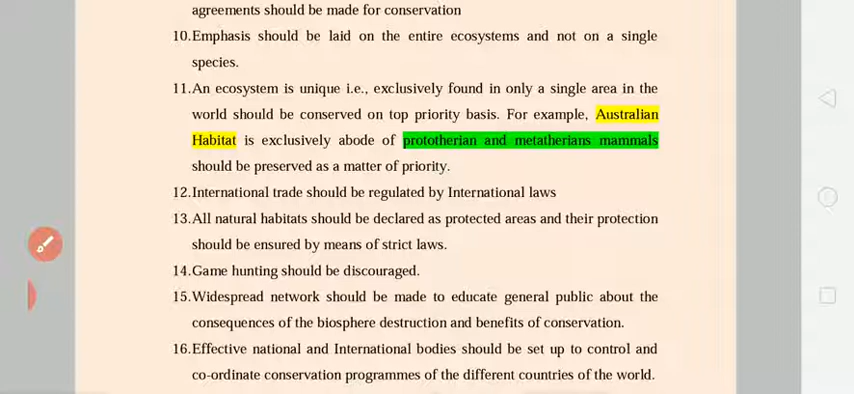 agreements should be made for conservation
10.Emphasis should be laid on the entire ecosystems and not on a single
species.
11.An ecosystem is unique i.e., exclusively found in only a single area in the
world should be conserved on top priority basis. For example, Australian
Habitat is exclusively abode of prototherian and metatherians mammals
should be preserved as a matter of priority.
12.International trade should be regulated by International laws
13.All natural habitats should be declared as protected areas and their protection
should be ensured by means of strict laws.
14.Game hunting should be discouraged.
15.Widespread network should be made to educate general public about the
consequences of the biosphere destruction and benefits of conservation.
16.Effective national and International bodies should be set up to control and
co-ordinate conservation programmes of the different countries of the world.